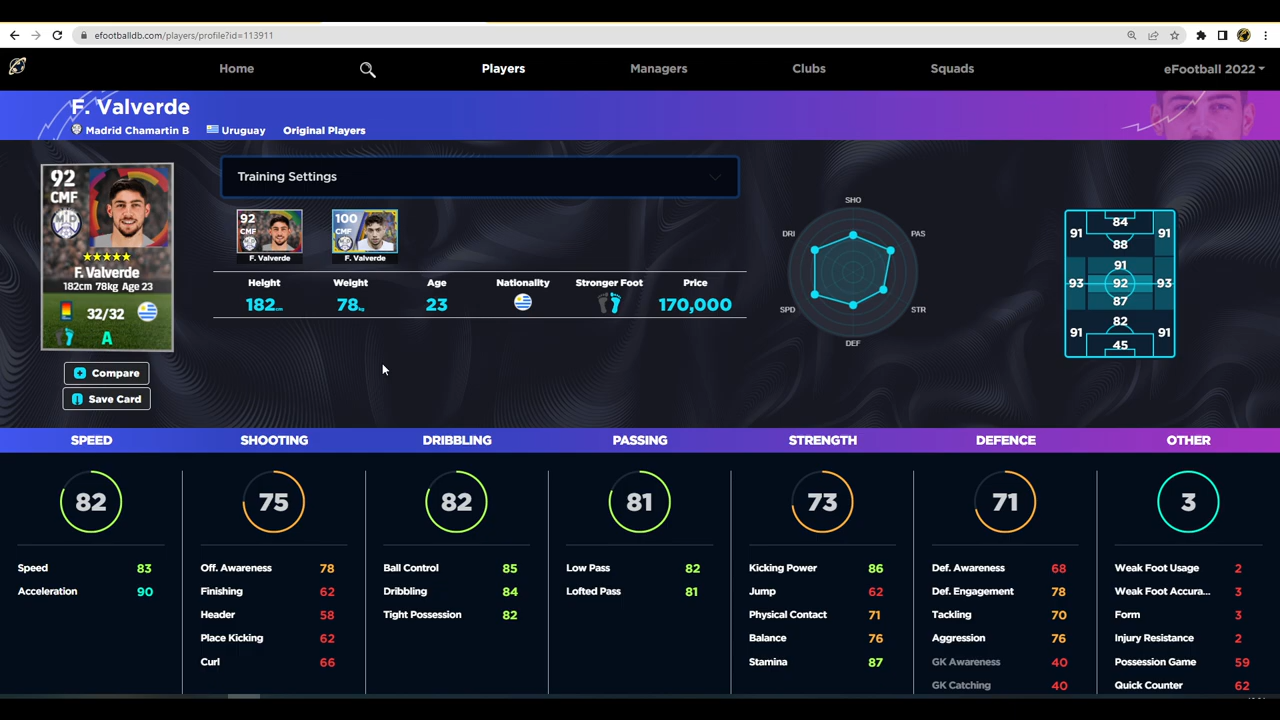 efootballdb.com/players/profile?id=113911
Home Players Managers Clubs Squads eFootball 2022
F. Valverde
Madrid Chamartin B Uruguay Original Players
92
CMF
F. Valverde
182cm 78kg Age 23
32/32
A
Compare
Save Card
Training Settings
92
CMF
F. Valverde
100
CMF
F. Valverde
Height Weight Age Nationality Stronger Foot Price
182cm 78kg 23 170,000
SHO
DRI PAS
SPD STR
DEF
84
91 91
88
91
93 92 93
87
82
91 91
45
SPEED SHOOTING DRIBBLING PASSING STRENGTH DEFENCE OTHER
82 75 82 81 73 71 3
Speed 83
Acceleration 90
Off. Awareness 78
Finishing 62
Header 58
Place Kicking 62
Curl 66
Ball Control 85
Dribbling 84
Tight Possession 82
Low Pass 82
Lofted Pass 81
Kicking Power 86
Jump 62
Physical Contact 71
Balance 76
Stamina 87
Def. Awareness 68
Def. Engagement 78
Tackling 70
Aggression 76
GK Awareness 40
GK Catching 40
Weak Foot Usage 2
Weak Foot Accura... 3
Form 3
Injury Resistance 2
Possession Game 59
Quick Counter 62